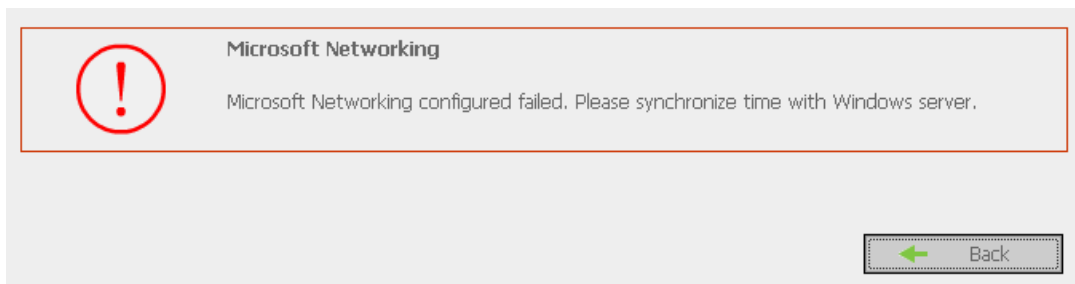 Microsoft Networking
Microsoft Networking configured failed. Please synchronize time with Windows server.
Back